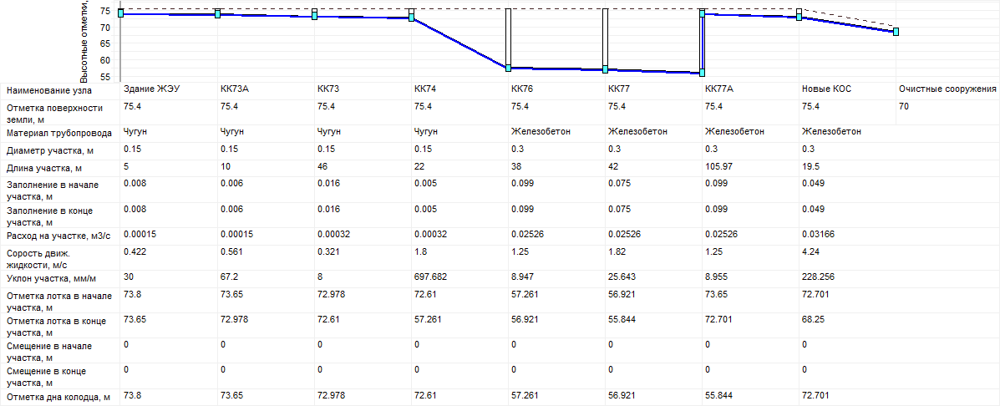 Высотные отметки,
75
70
65
60
55
Наименование узла Здание ЖЭУ КК73А КК73 КК74 КК76 КК77 КК77А Новые КОС Очистные сооружения
Отметка поверхности земли, м 75.4 75.4 75.4 75.4 75.4 75.4 75.4 75.4 70
Материал трубопровода Чугун Чугун Чугун Чугун Железобетон Железобетон Железобетон Железобетон
Диаметр участка, м 0.15 0.15 0.15 0.15 0.3 0.3 0.3 0.3
Длина участка, м 5 10 46 22 38 42 105.97 19.5
Заполнение в начале участка, м 0.008 0.006 0.016 0.005 0.099 0.075 0.099 0.049
Заполнение в конце участка, м 0.008 0.006 0.016 0.005 0.099 0.075 0.099 0.049
Расход на участке, м3/с 0.00015 0.00015 0.00032 0.00032 0.02526 0.02526 0.02526 0.03166
Сорость движ. жидкости, м/с 0.422 0.561 0.321 1.8 1.25 1.82 1.25 4.24
Уклон участка, мм/м 30 67.2 8 697.682 8.947 25.643 8.955 228.256
Отметка лотка в начале участка, м 73.8 73.65 72.978 72.61 57.261 56.921 73.65 72.701
Отметка лотка в конце участка, м 73.65 72.978 72.61 57.261 56.921 55.844 72.701 68.25
Смещение в начале участка, м 0 0 0 0 0 0 0 0
Смещение в конце участка, м 0 0 0 0 0 0 0 0
Отметка дна колодца, м 73.8 73.65 72.978 72.61 57.261 56.921 55.844 72.701